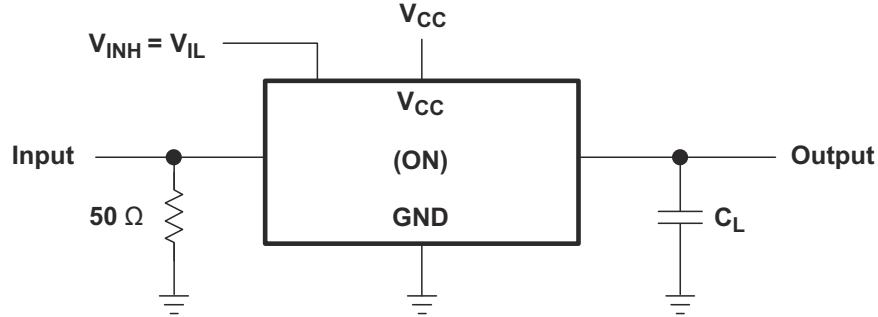 V_CC
V_INH = V_IL
V_CC
Input
(ON)
Output
50 Ω
GND
C_L